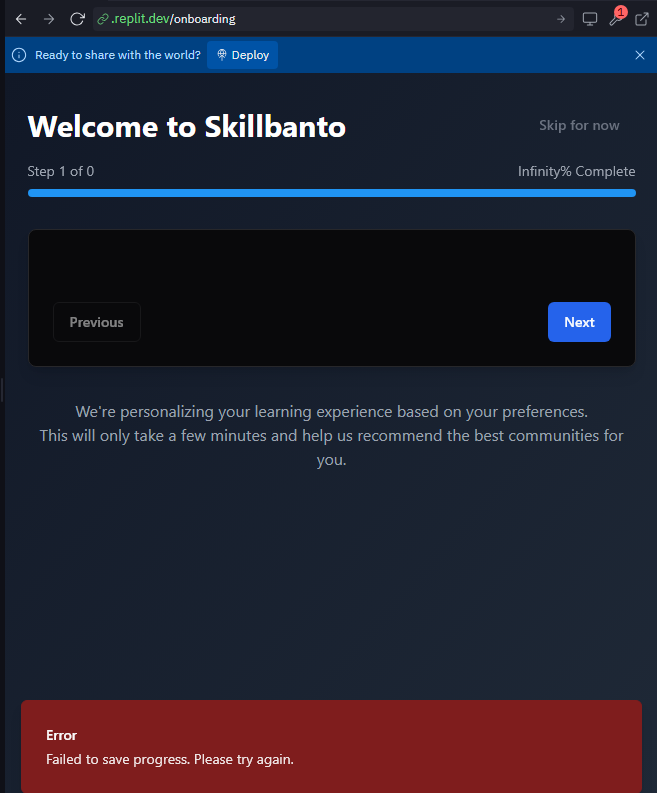 .replit.dev/onboarding
1
Ready to share with the world? Deploy
Welcome to Skillbanto
Skip for now
Step 1 of 0
Infinity% Complete
Previous
Next
We're personalizing your learning experience based on your preferences.
This will only take a few minutes and help us recommend the best communities for
you.
Error
Failed to save progress. Please try again.